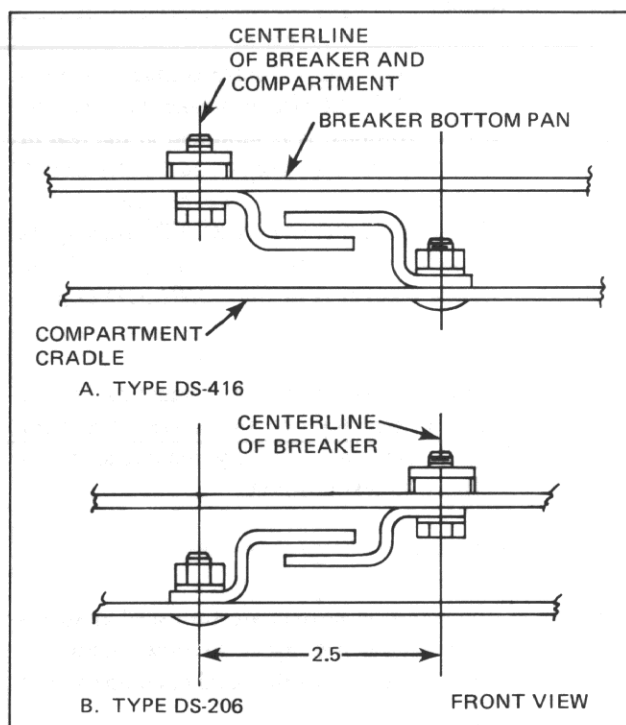 CENTERLINE
OF BREAKER AND
COMPARTMENT
BREAKER BOTTOM PAN
COMPARTMENT
CRADLE
A. TYPE DS-416
CENTERLINE
OF BREAKER
2.5
B. TYPE DS-206
FRONT VIEW